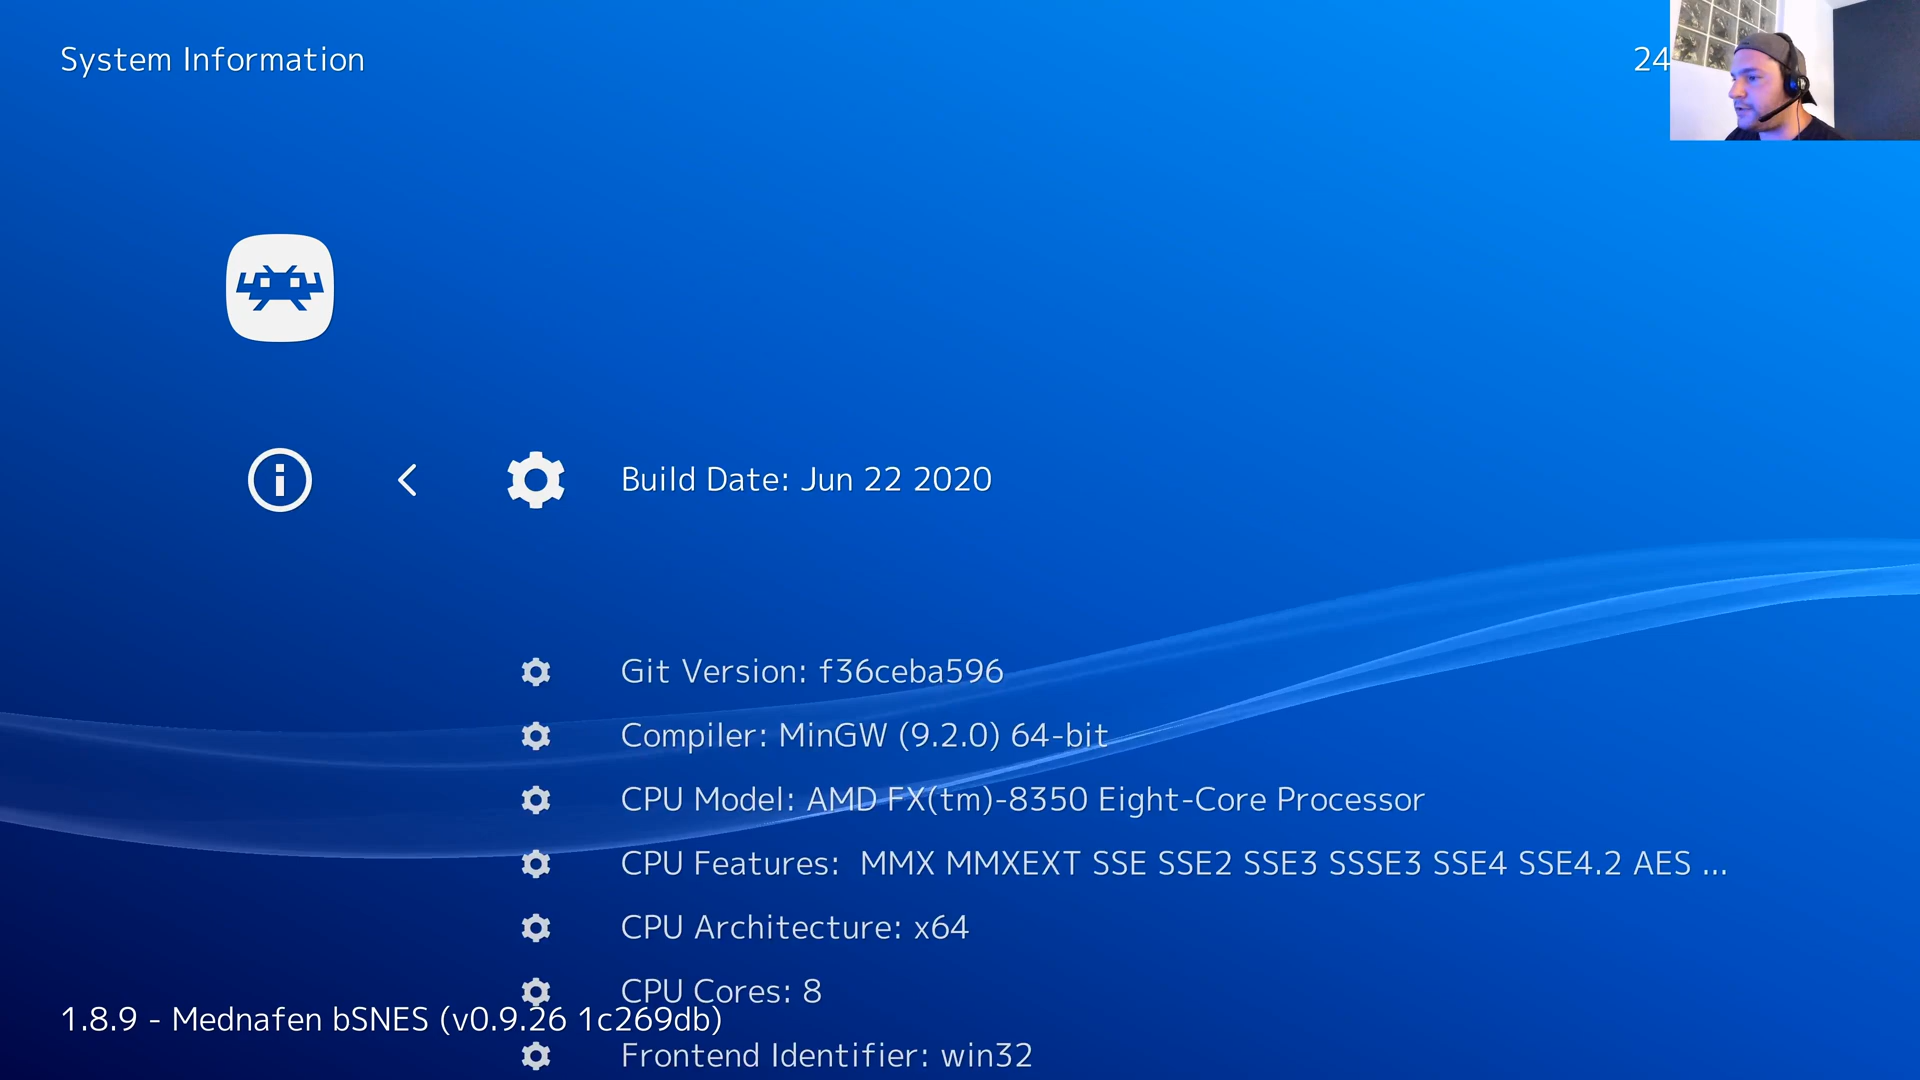 System Information
24
Build Date: Jun 22 2020
Git Version: f36ceba596
Compiler: MinGW (9.2.0) 64-bit
CPU Model: AMD FX(tm)-8350 Eight-Core Processor
CPU Features:  MMX MMXEXT SSE SSE2 SSE3 SSSE3 SSE4 SSE4.2 AES ...
CPU Architecture: x64
CPU Cores: 8
1.8.9 - Mednafen bSNES (v0.9.26 1c269db)
Frontend Identifier: win32